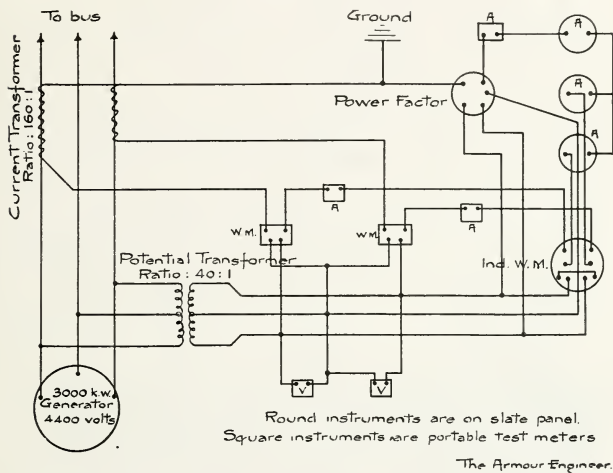 To bus
Ground
A
A
Current Transformer
Ratio: 160:1
A
Power Factor
A
A
A
W.M.
W.M.
Ind. W.M.
Potential Transformer
Ratio: 40:1
3000 k.w.
Generator
4400 volts
V
V
Round instruments are on slate panel.
Square instruments are portable test meters
The Armour Engineer.